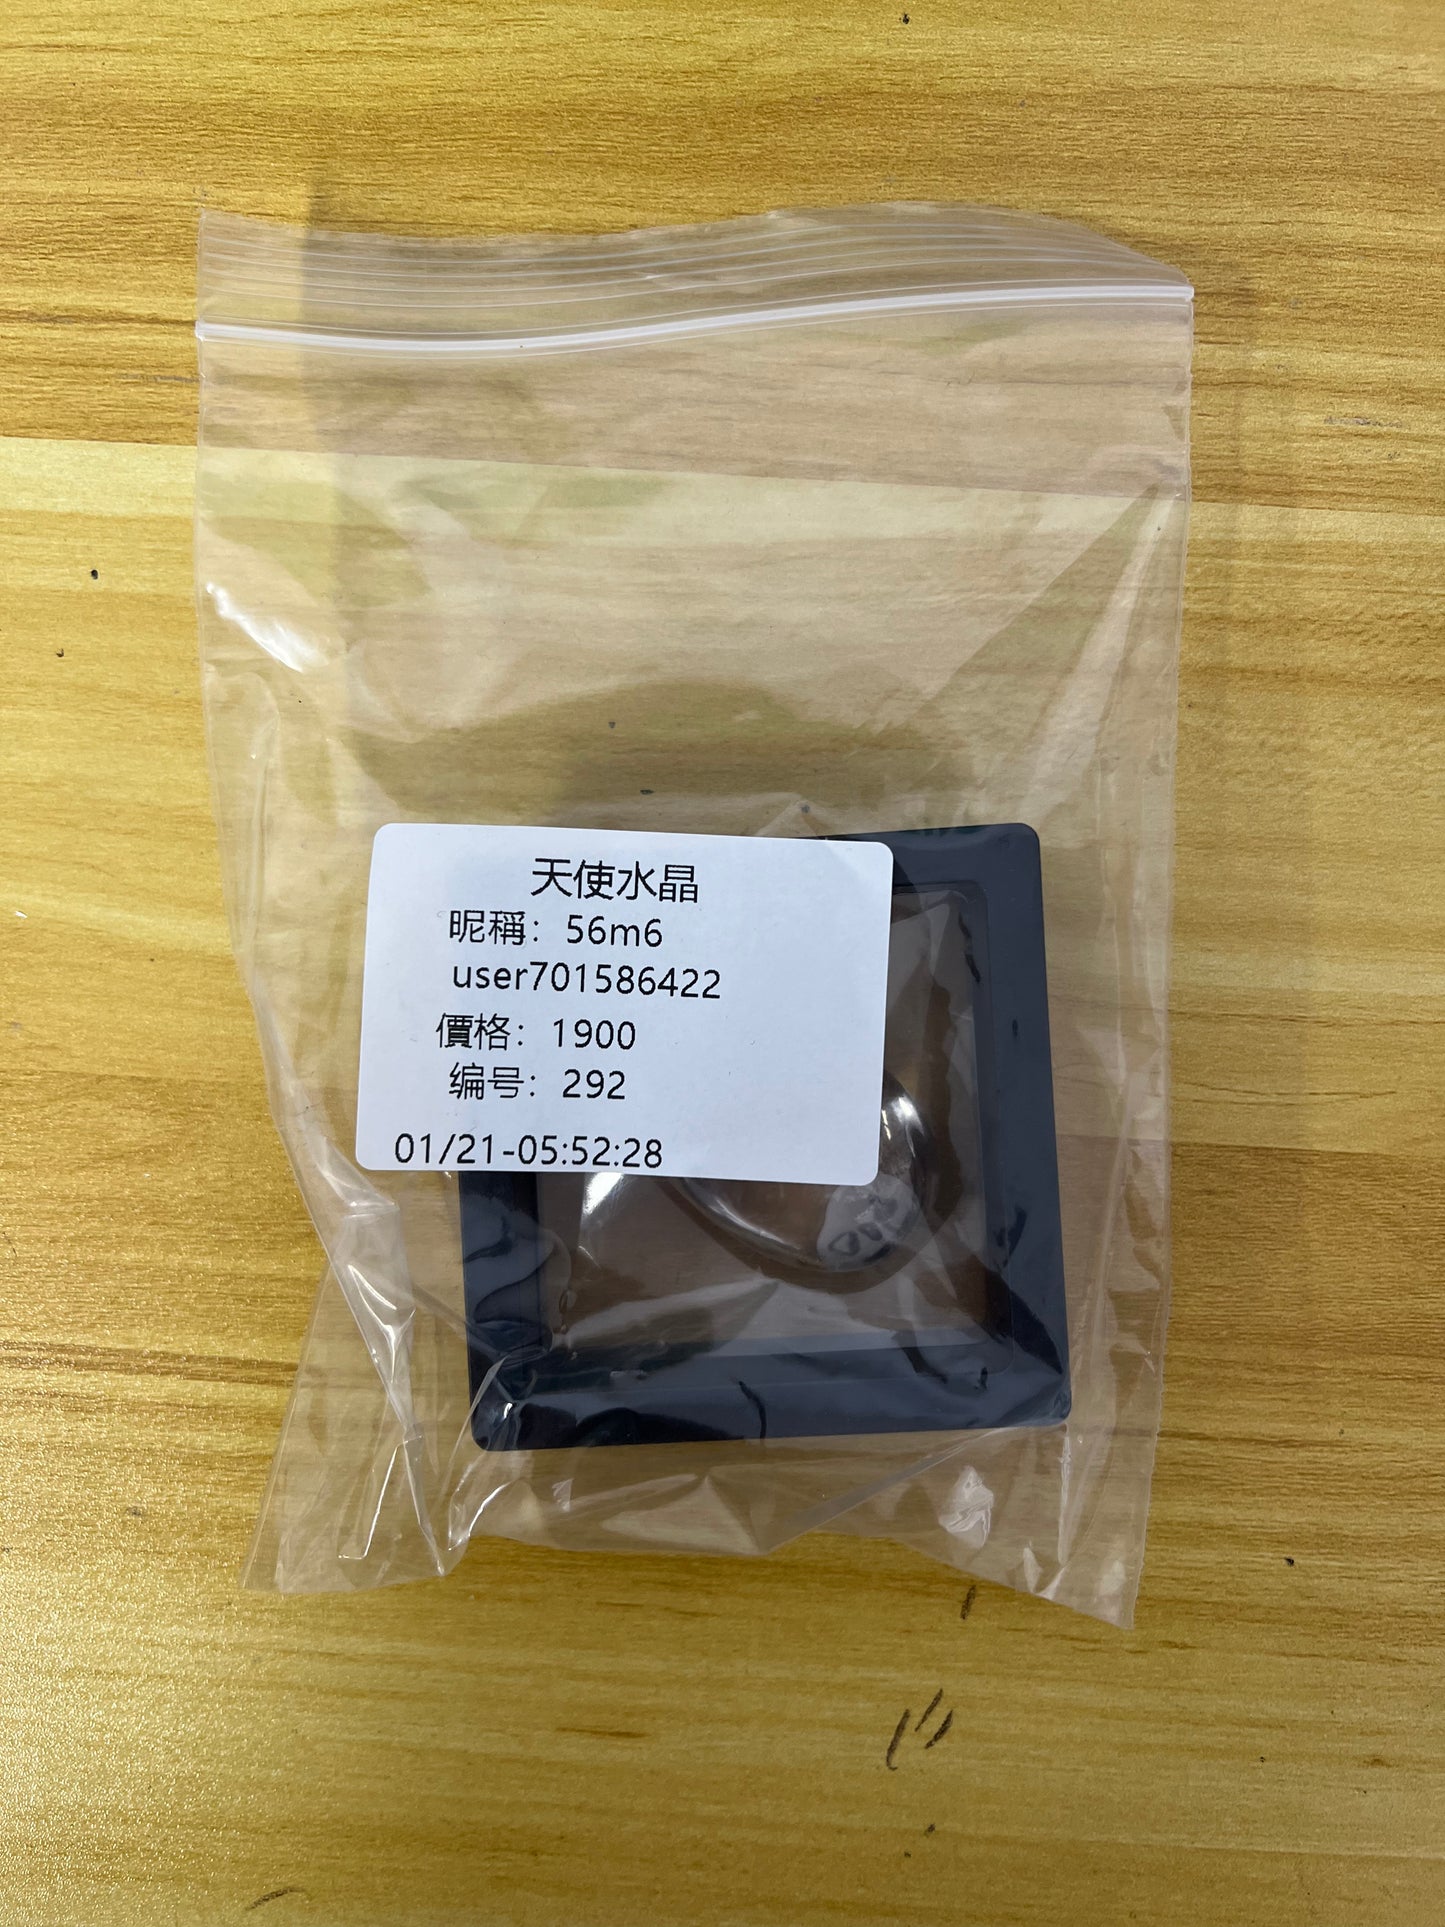 天使水晶
昵稱：56m6
user701586422
價格：1900
编号：292
01/21-05:52:28